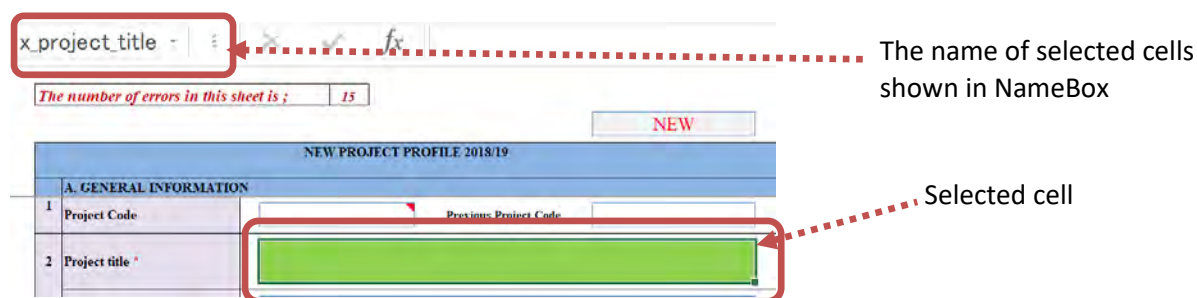 x_project_title
fx
The name of selected cells
shown in NameBox
The number of errors in this sheet is ; 15
NEW
NEW PROJECT PROFILE 2018/19
A. GENERAL INFORMATION
1 Project Code Previous Project Code
Selected cell
2 Project title *